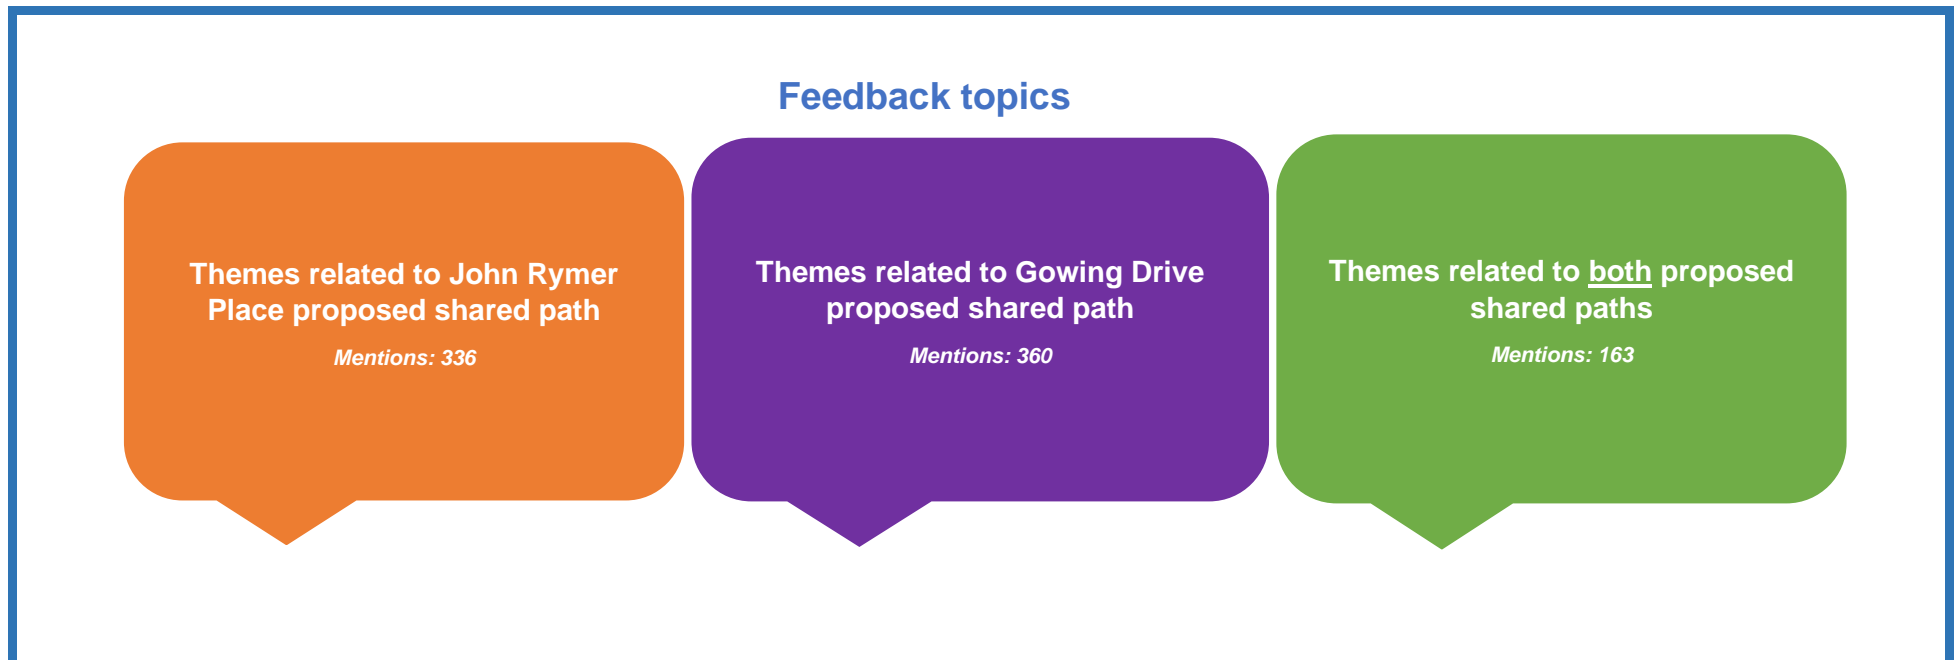 Feedback topics
Themes related to John Rymer
Place proposed shared path
Mentions: 336
Themes related to Gowing Drive
proposed shared path
Mentions: 360
Themes related to both proposed
shared paths
Mentions: 163